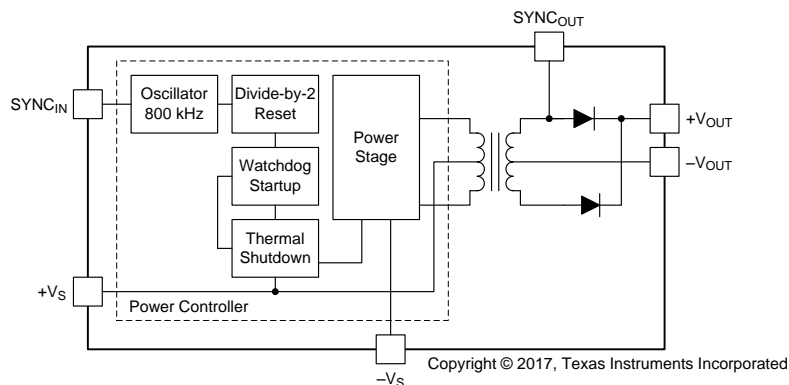 SYNCOUT
SYNCIN
Oscillator
800 kHz
Divide-by-2
Reset
Power
Stage
+VOUT
–VOUT
Watchdog
Startup
Thermal
Shutdown
+VS
Power Controller
–VS
Copyright © 2017, Texas Instruments Incorporated